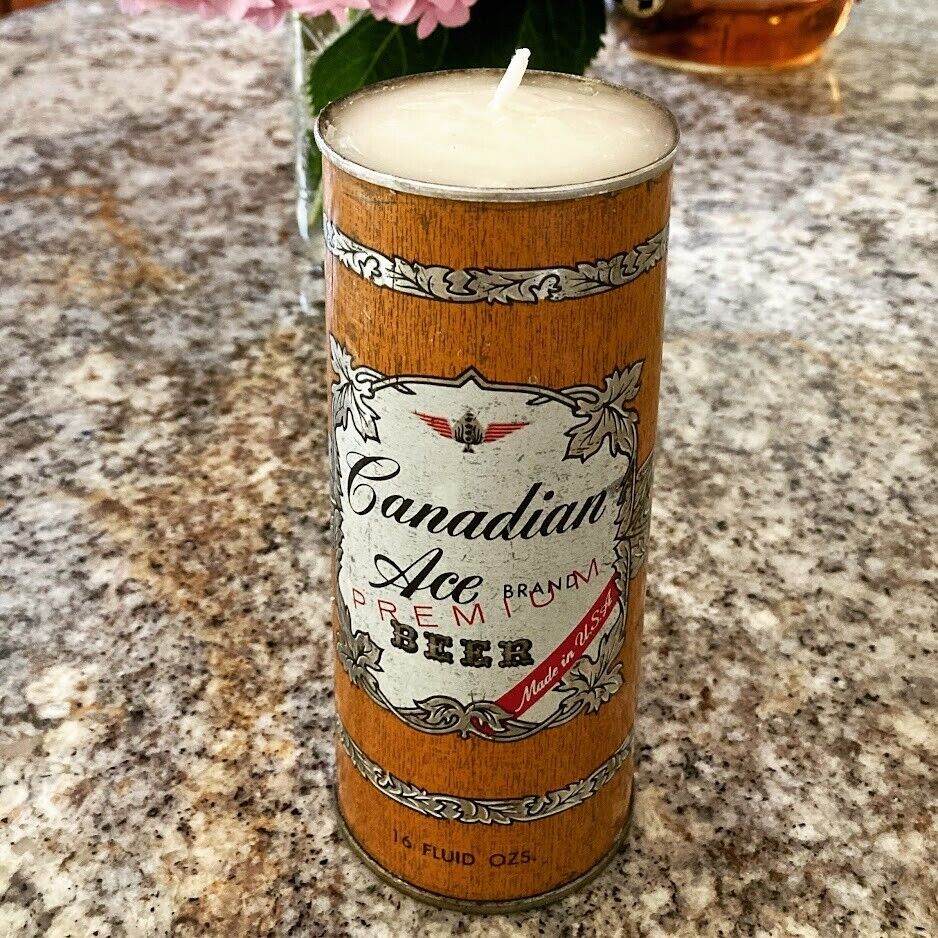 Canadian
Ace BRAND
PREMIUM
BEER
Made in U.S.A.
16 FLUID OZS.